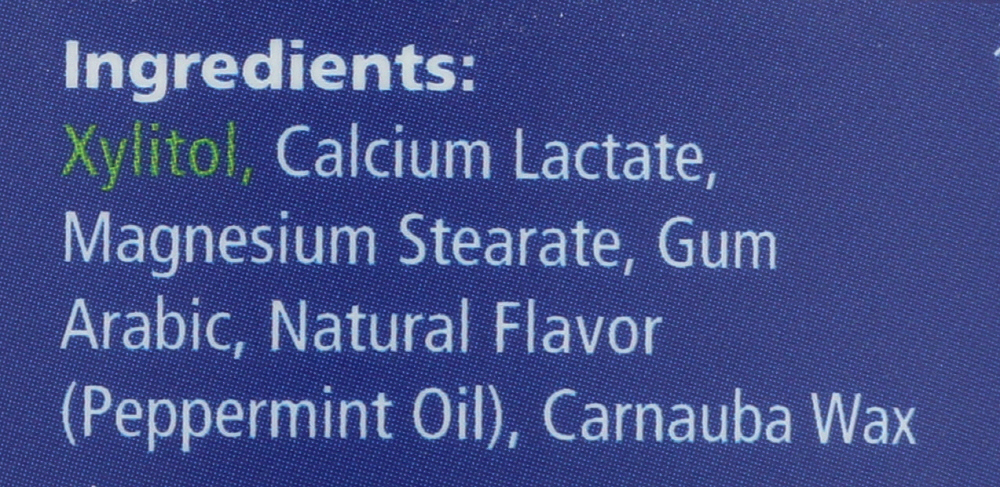 Ingredients:
Xylitol, Calcium Lactate,
Magnesium Stearate, Gum
Arabic, Natural Flavor
(Peppermint Oil), Carnauba Wax